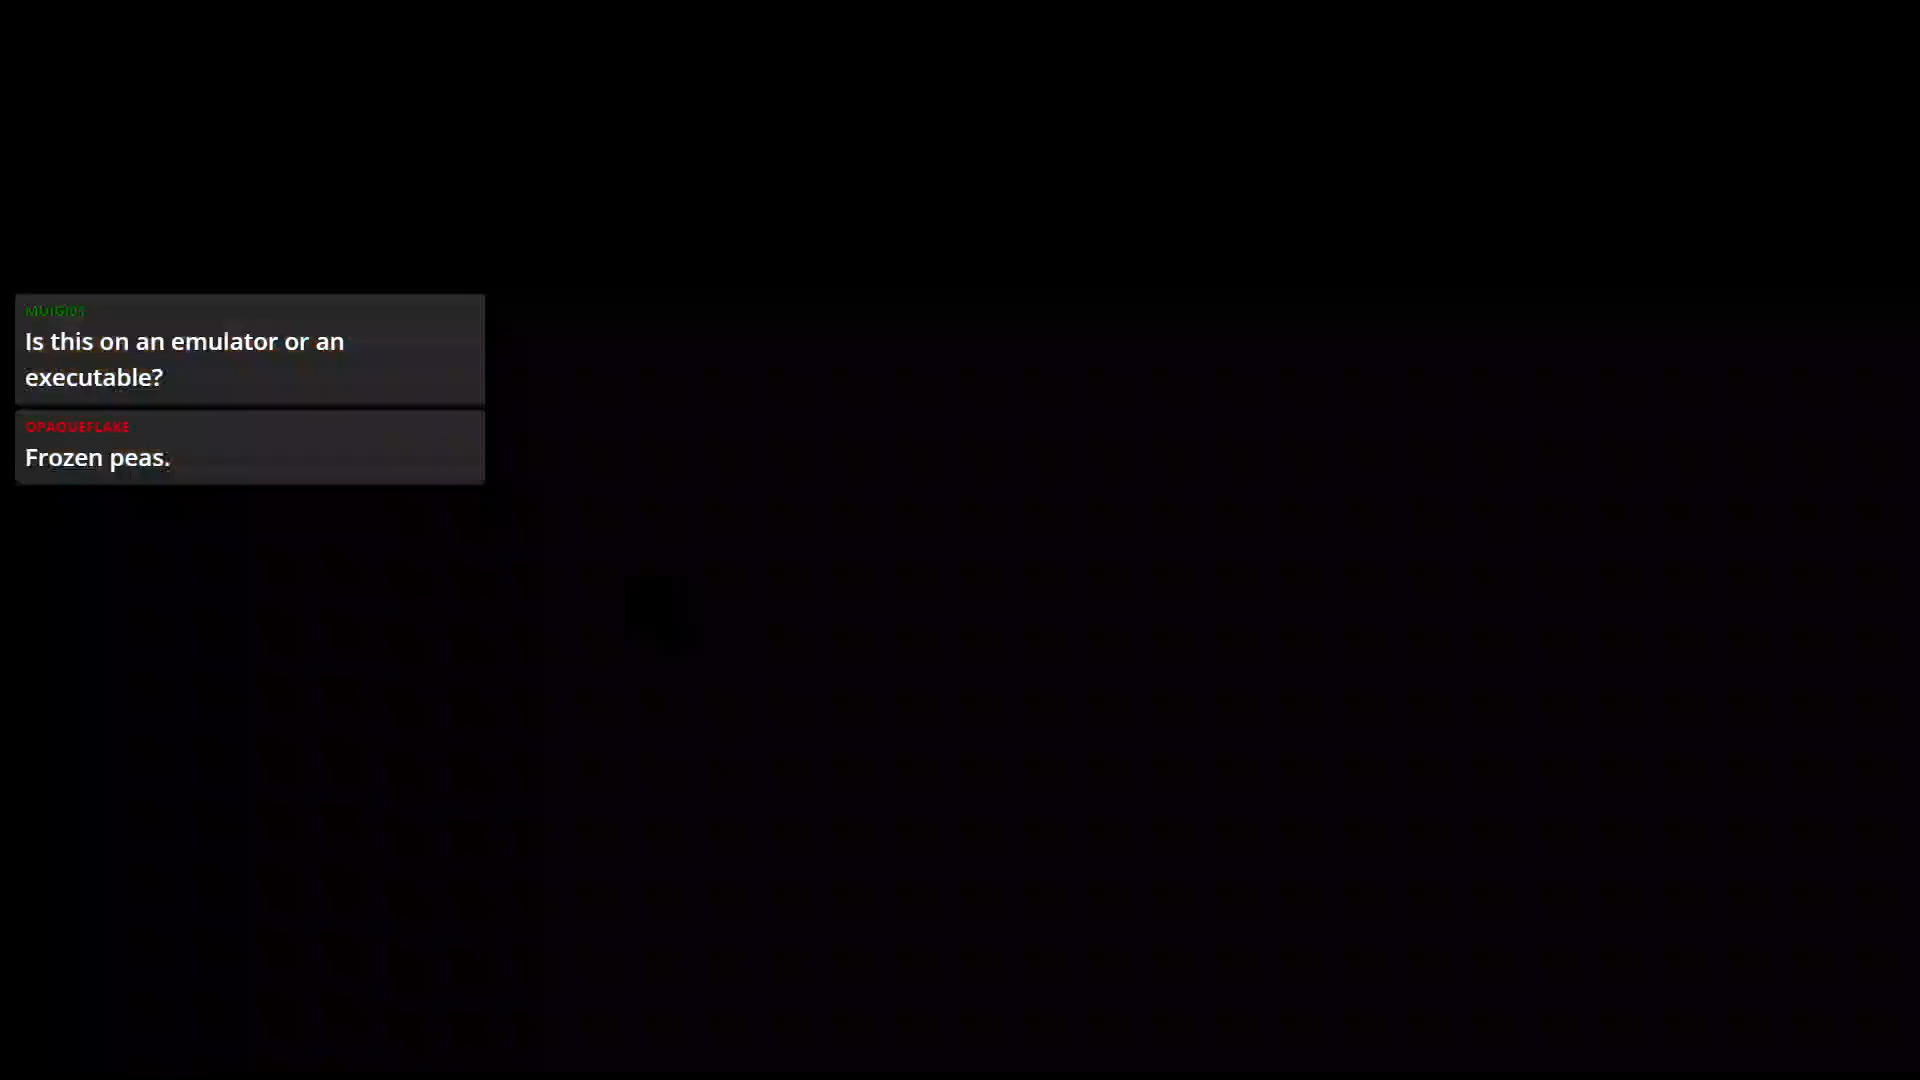 Is this on an emulator or an
executable?
OPAQUEFLAKE
Frozen peas.